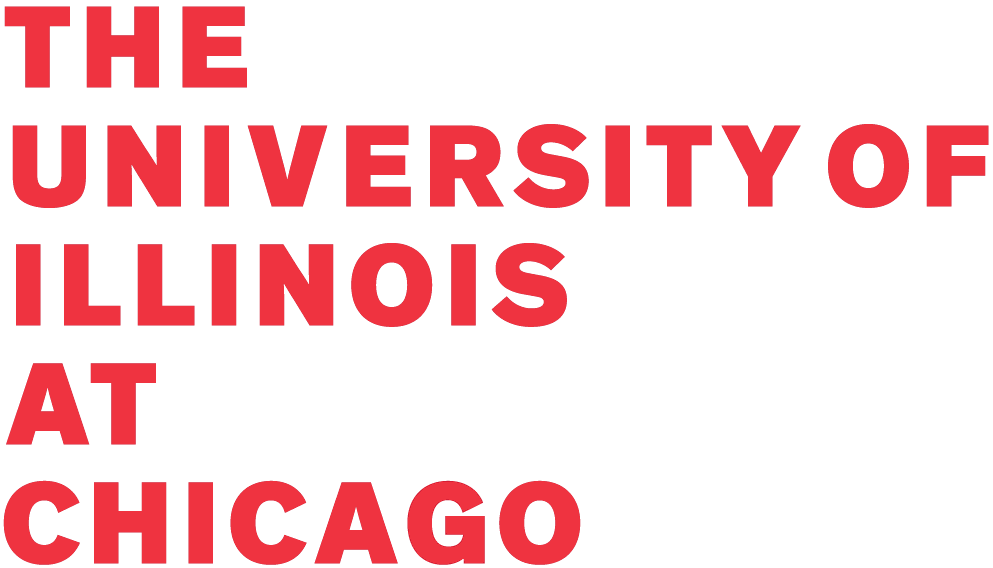 THE
UNIVERSITY OF
ILLINOIS
AT
CHICAGO